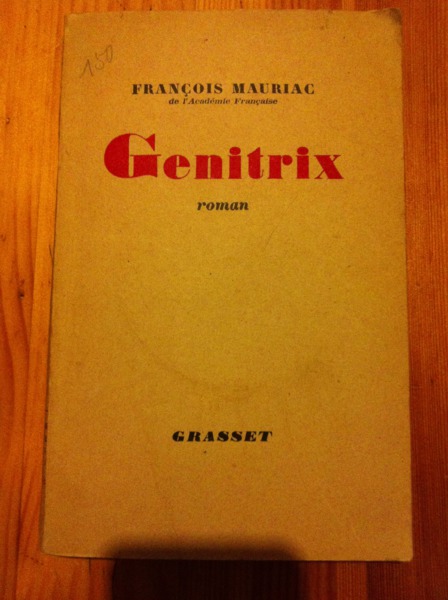 150
FRANÇOIS MAURIAC
de l'Académie Française
Genitrix
roman
GRASSET